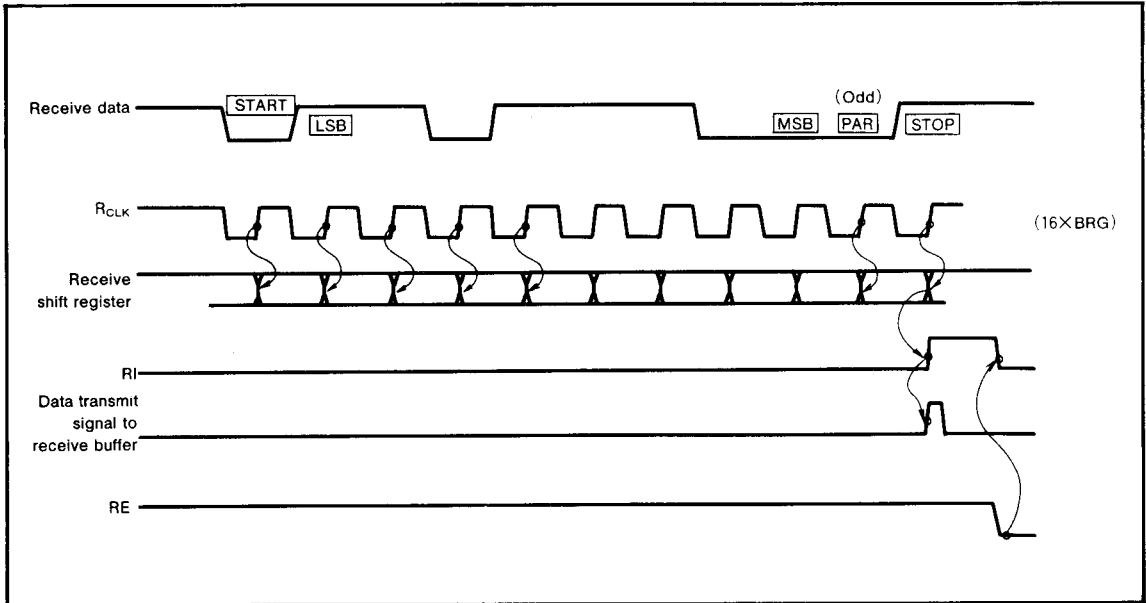 (Odd)
Receive data START LSB MSB PAR STOP
RCLK (16×BRG)
Receive
shift register
RI
Data transmit
signal to
receive buffer
RE